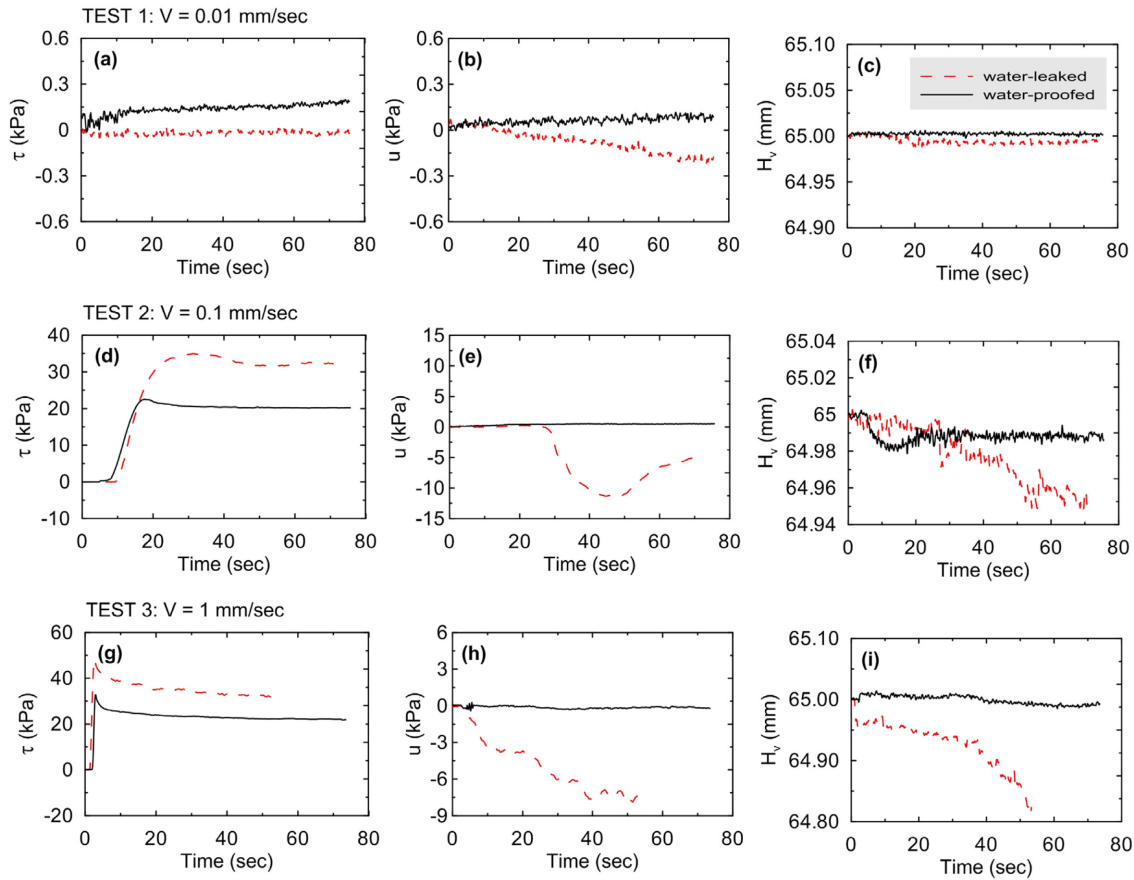 TEST 1: V = 0.01 mm/sec
(a)
τ (kPa)
0.6
0.3
0
-0.3
-0.6
0 20 40 60 80
Time (sec)
(b)
u (kPa)
0.6
0.3
0
-0.3
-0.6
0 20 40 60 80
Time (sec)
(c)
water-leaked
water-proofed
Hv (mm)
65.10
65.05
65.00
64.95
64.90
0 20 40 60 80
Time (sec)
TEST 2: V = 0.1 mm/sec
(d)
τ (kPa)
40
30
20
10
0
-10
0 20 40 60 80
Time (sec)
(e)
u (kPa)
15
10
5
0
-5
-10
-15
0 20 40 60 80
Time (sec)
(f)
Hv (mm)
65.04
65.02
65
64.98
64.96
64.94
0 20 40 60 80
Time (sec)
TEST 3: V = 1 mm/sec
(g)
τ (kPa)
60
40
20
0
-20
0 20 40 60 80
Time (sec)
(h)
u (kPa)
6
3
0
-3
-6
-9
0 20 40 60 80
Time (sec)
(i)
Hv (mm)
65.10
65.00
64.90
64.80
0 20 40 60 80
Time (sec)